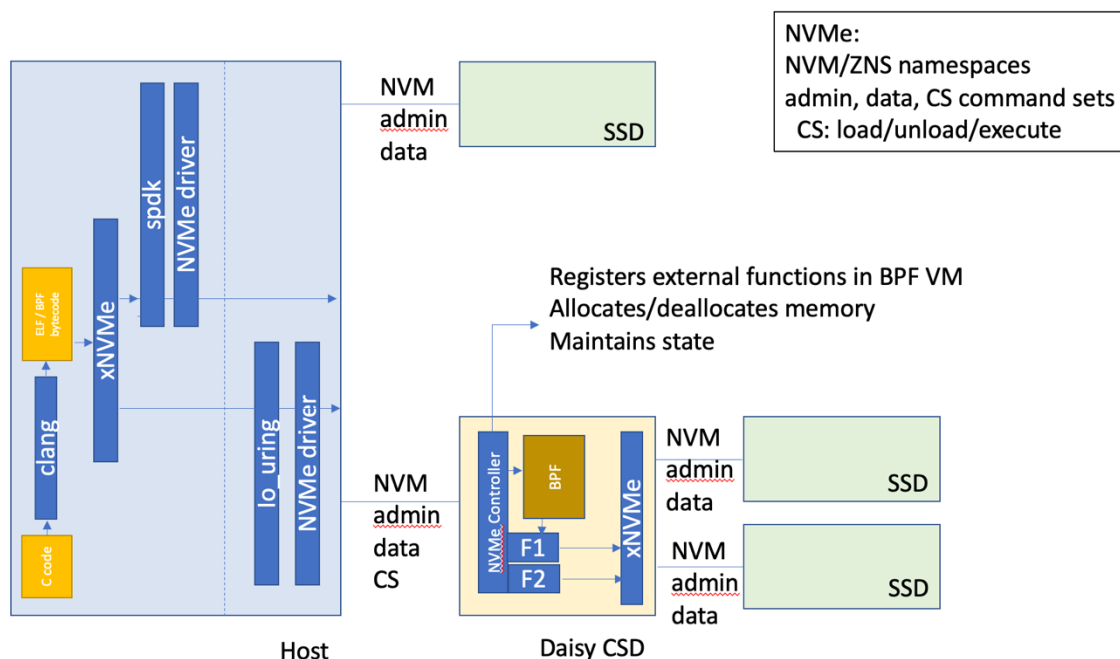 NVMe:
NVM/ZNS namespaces
admin, data, CS command sets
CS: load/unload/execute
NVM
admin
data
SSD
spdk
NVMe driver
xNVMe
ELF / BPF
bytecode
clang
C code
Io_uring
NVMe driver
Host
Registers external functions in BPF VM
Allocates/deallocates memory
Maintains state
NVM
admin
data
CS
NVMe Controller
BPF
F1
F2
xNVMe
Daisy CSD
NVM
admin
data
SSD
NVM
admin
data
SSD